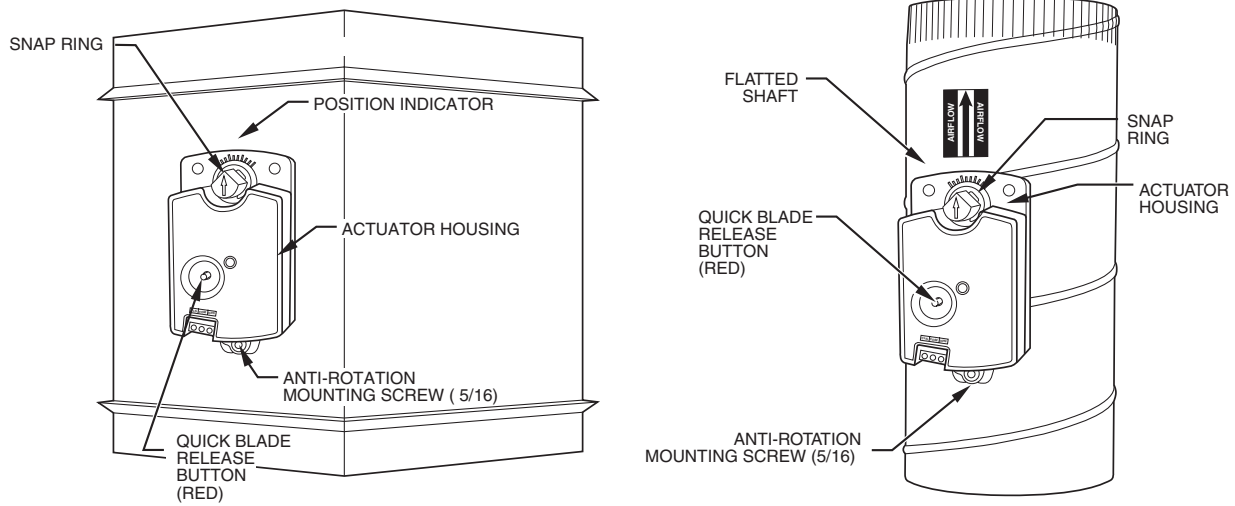 SNAP RING
POSITION INDICATOR
ACTUATOR HOUSING
ANTI-ROTATION
MOUNTING SCREW ( 5/16)
QUICK BLADE
RELEASE
BUTTON
(RED)
FLATTED
SHAFT
AIRFLOW
AIRFLOW
SNAP
RING
ACTUATOR
HOUSING
QUICK BLADE
RELEASE
BUTTON
(RED)
ANTI-ROTATION
MOUNTING SCREW (5/16)